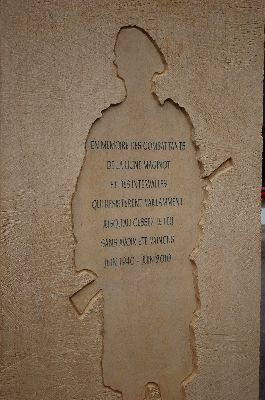 EN MEMOIRE DES COMBATTANTS
DE LA LIGNE MAGINOT
ET DES INTERVALLES
QUI RESISTERENT VAILLAMMENT
JUSQU'AU CESSEZ LE FEU
SANS AVOIR ETE VAINCUS
JUIN 1940 - JUIN 2010